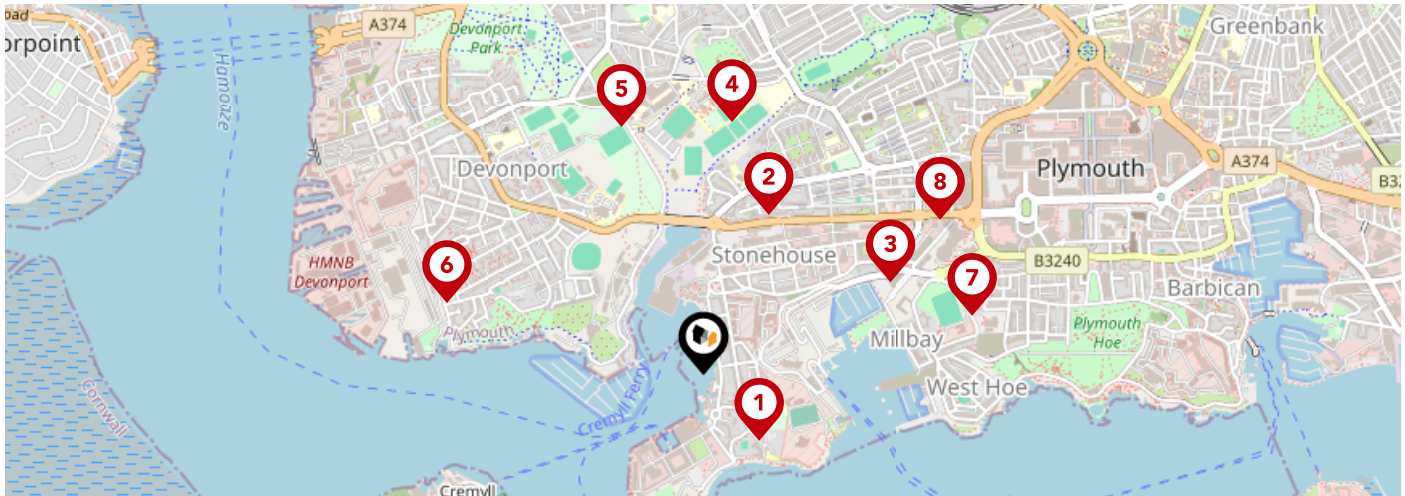 oad
orpoint
A374
Devonport
Park
Greenbank
Hamoaze
5
4
Devonport
2
8
Plymouth
A374
B32
3
Stonehouse
6
HMNB
Devonport
7
B3240
Barbican
Plymouth
Millbay
Plymouth
Hoe
West Hoe
1
Cremyll Ferry
Cornwall
Cremyll